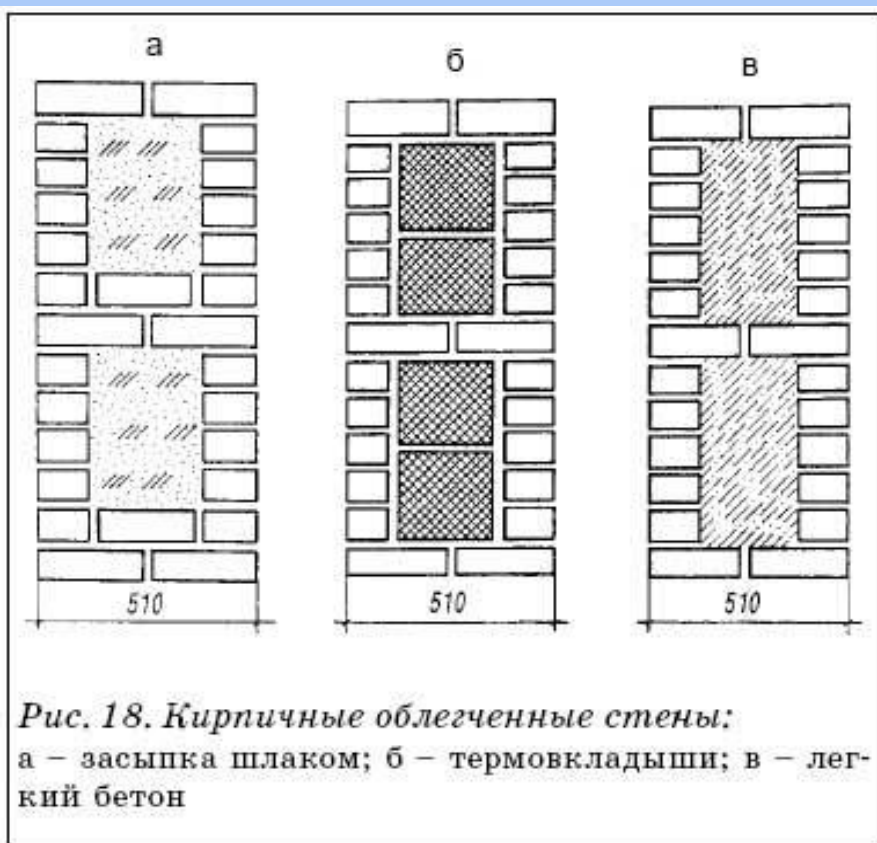 а
б
в
510
510
510
Рис. 18. Кирпичные облегченные стены:
а – засыпка шлаком; б – термовкладыши; в – лег-
кий бетон